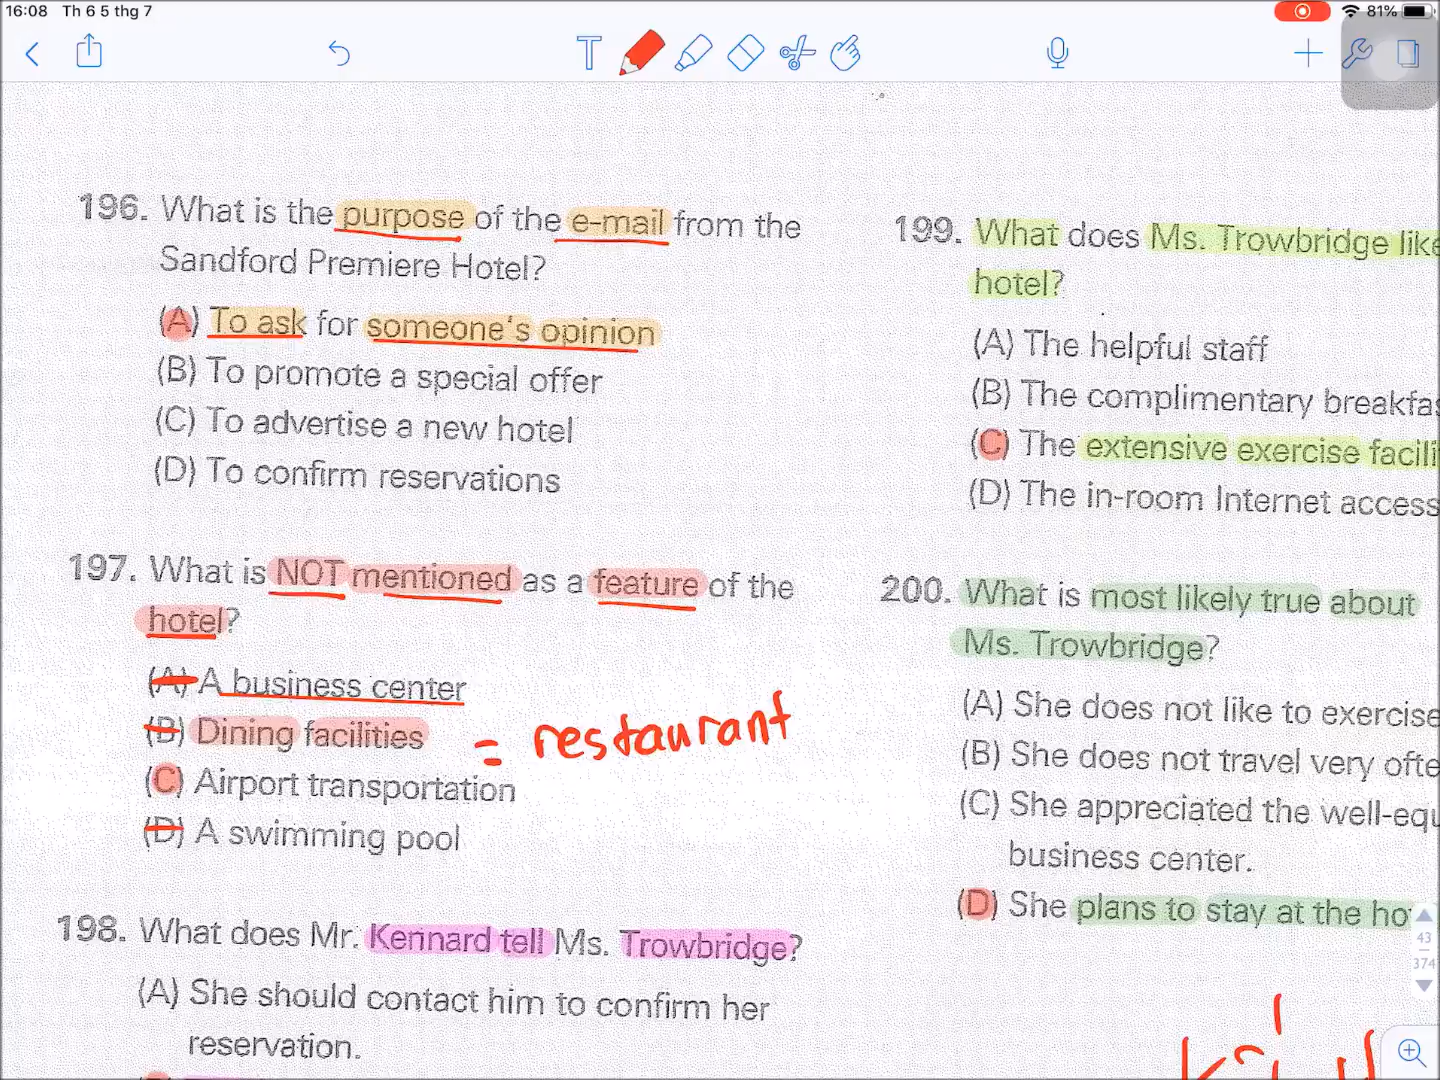 16:08 Th 6 5 thg 7
81%
196. What is the purpose of the e-mail from the
Sandford Premiere Hotel?
(A) To ask for someone's opinion
(B) To promote a special offer
(C) To advertise a new hotel
(D) To confirm reservations
197. What is NOT mentioned as a feature of the
hotel?
(A) A business center
(B) Dining facilities = restaurant
(C) Airport transportation
(D) A swimming pool
198. What does Mr. Kennard tell Ms. Trowbridge?
(A) She should contact him to confirm her
reservation.
199. What does Ms. Trowbridge like
hotel?
(A) The helpful staff
(B) The complimentary breakfas
(C) The extensive exercise facili
(D) The in-room Internet access
200. What is most likely true about
Ms. Trowbridge?
(A) She does not like to exercise
(B) She does not travel very ofte
(C) She appreciated the well-equ
business center.
(D) She plans to stay at the ho
43
374